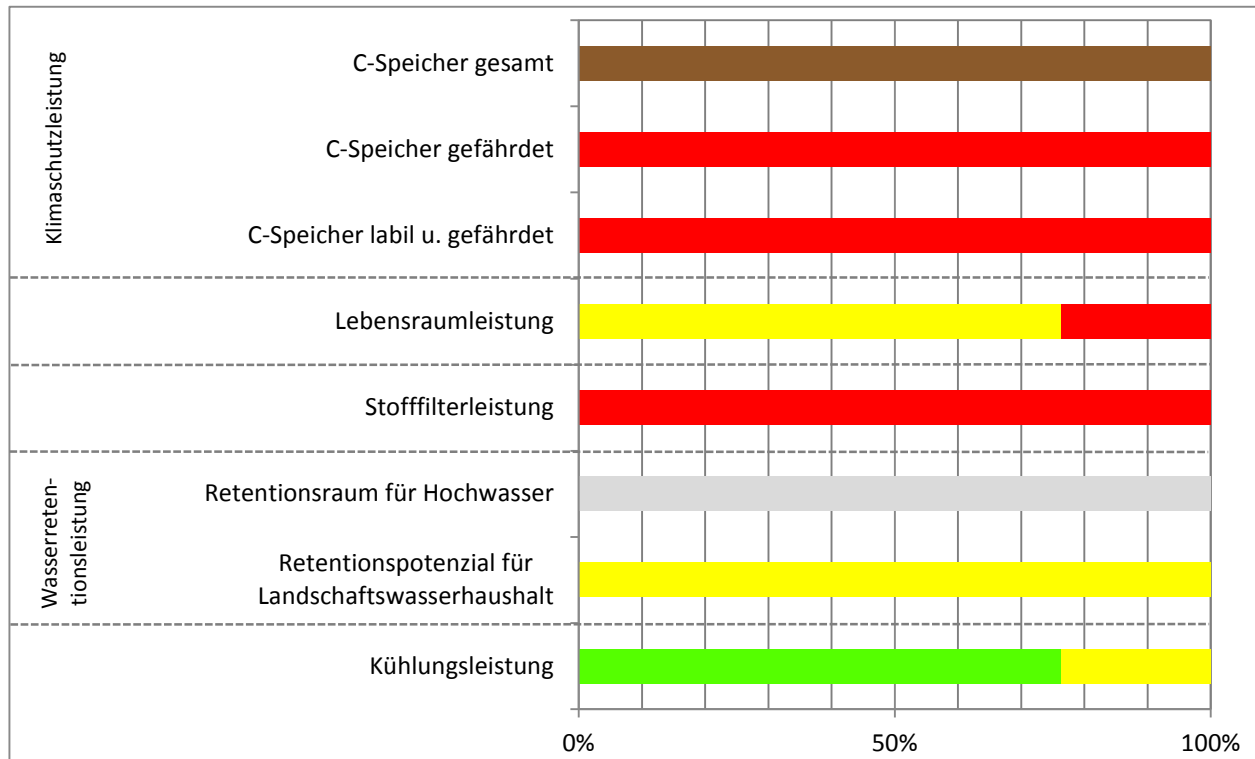 Klimaschutzleistung
C-Speicher gesamt
C-Speicher gefährdet
C-Speicher labil u. gefährdet
Lebensraumleistung
Stofffilterleistung
Wasserreten-
tionsleistung
Retentionsraum für Hochwasser
Retentionspotenzial für
Landschaftswasserhaushalt
Kühlungsleistung
0% 50% 100%